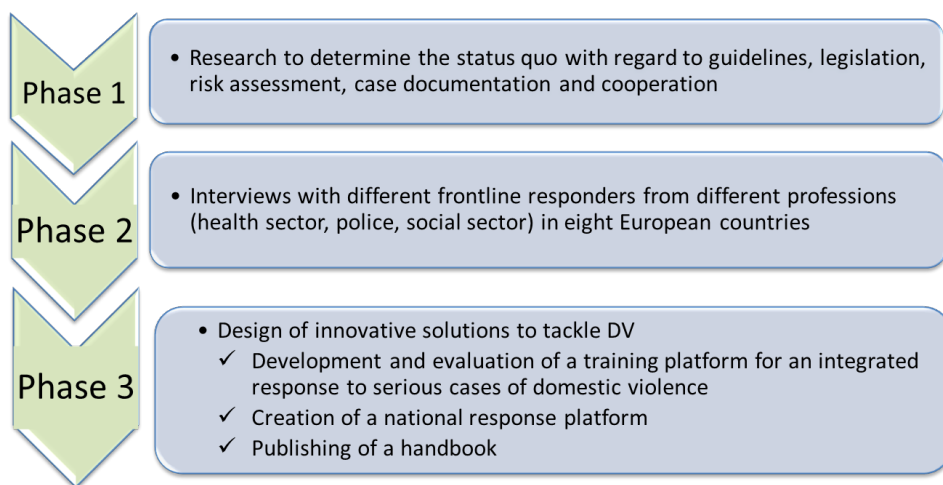 Phase 1
• Research to determine the status quo with regard to guidelines, legislation,
risk assessment, case documentation and cooperation
Phase 2
• Interviews with different frontline responders from different professions
(health sector, police, social sector) in eight European countries
Phase 3
• Design of innovative solutions to tackle DV
✓ Development and evaluation of a training platform for an integrated
response to serious cases of domestic violence
✓ Creation of a national response platform
✓ Publishing of a handbook